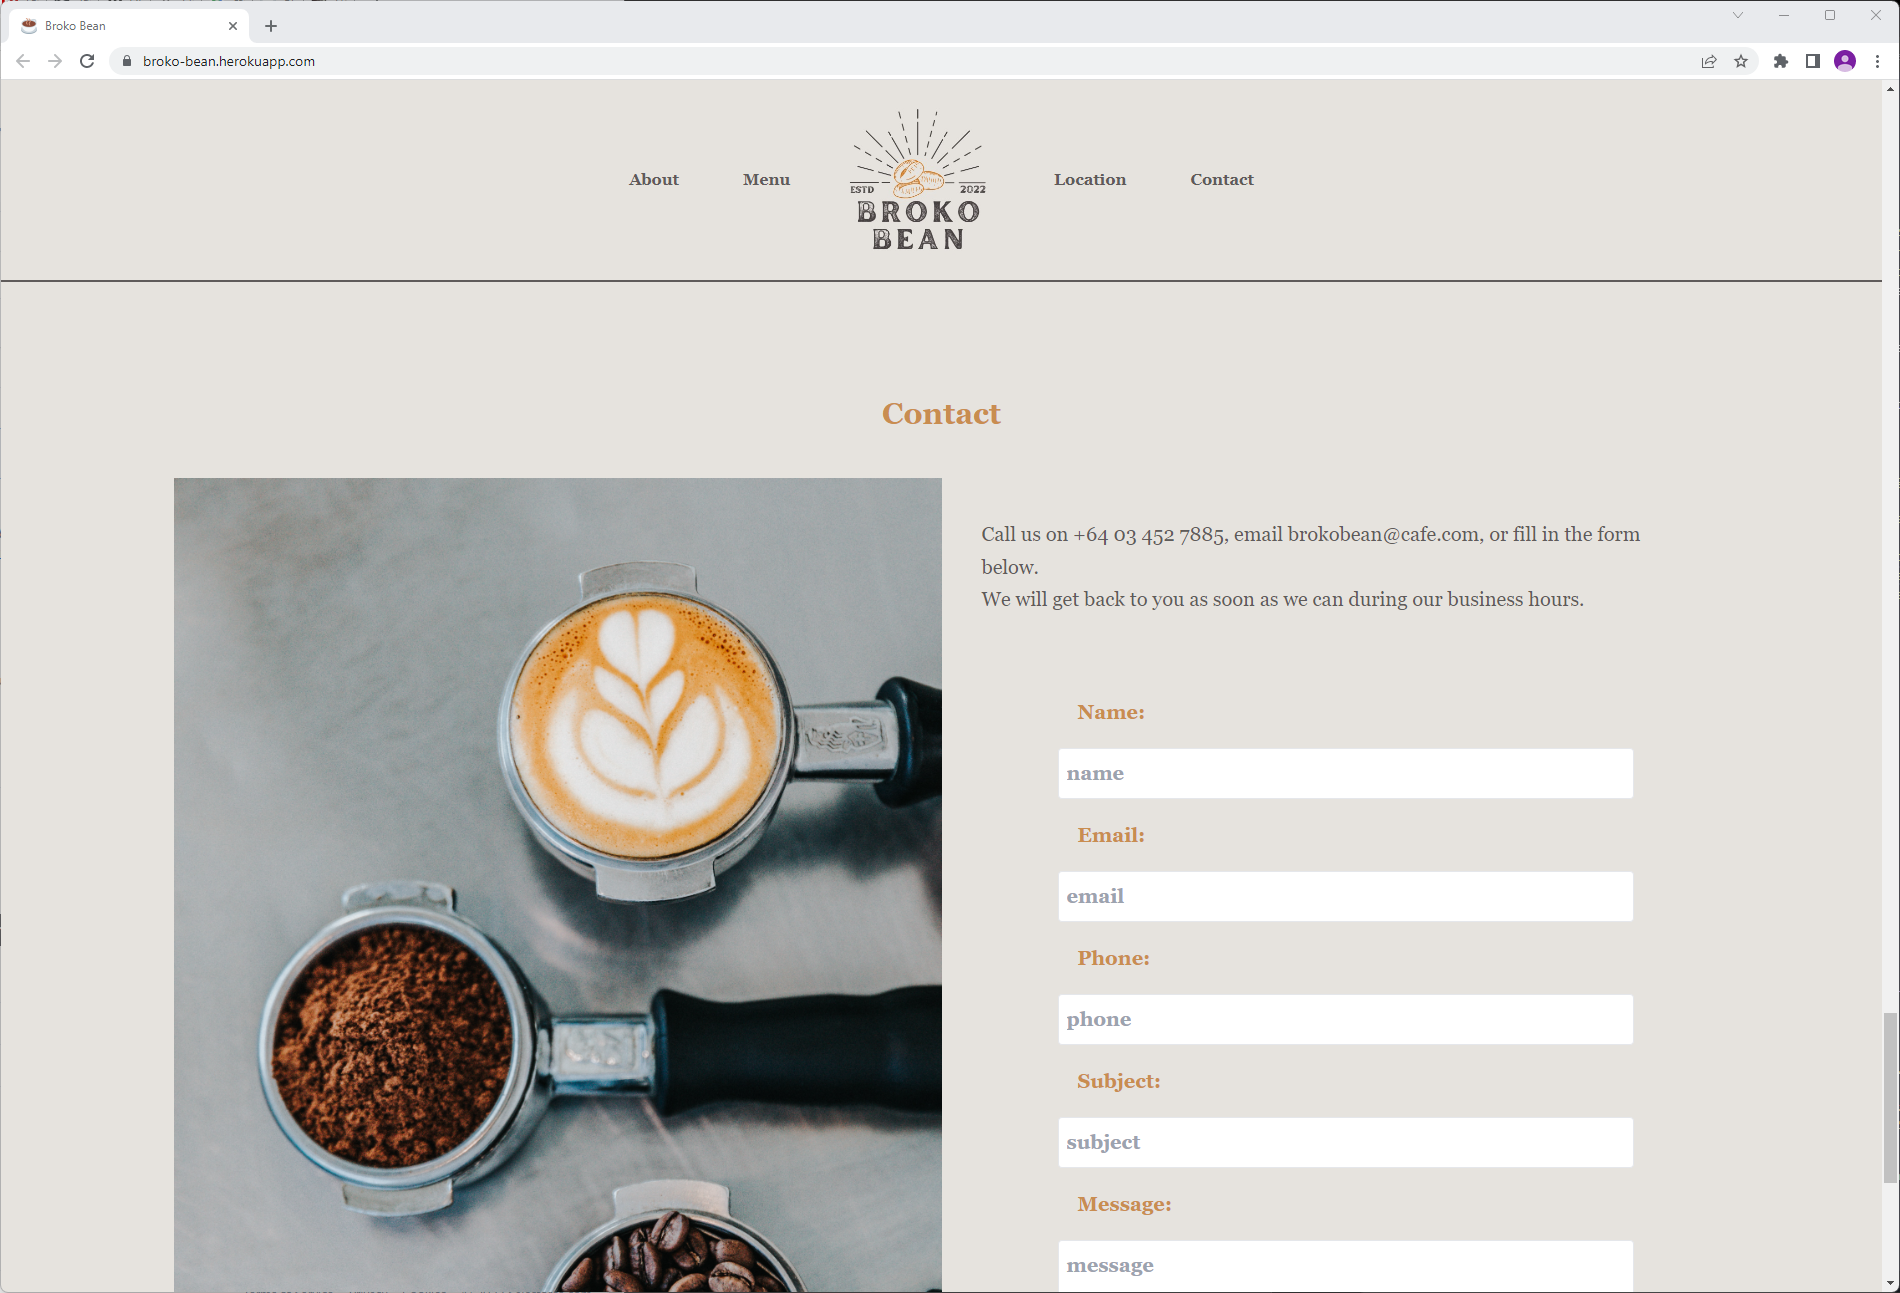 Broko Bean
broko-bean.herokuapp.com
About
Menu
ESTD
2022
BROKO
BEAN
Location
Contact
Contact
Call us on +64 03 452 7885, email brokobean@cafe.com, or fill in the form
below.
We will get back to you as soon as we can during our business hours.
Name:
name
Email:
email
Phone:
phone
Subject:
subject
Message:
message